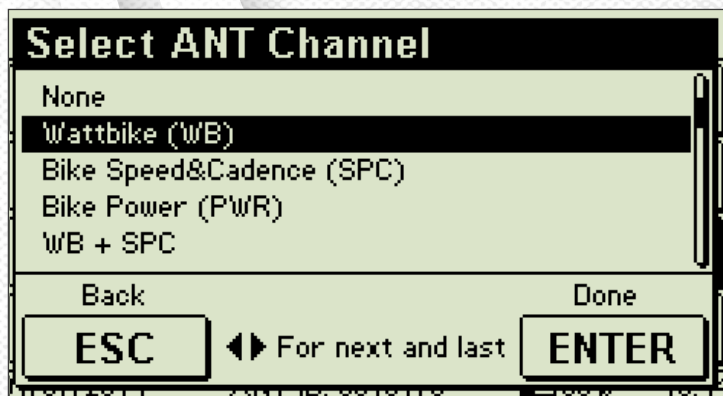 Select ANT Channel
None
Wattbike (WB)
Bike Speed&Cadence (SPC)
Bike Power (PWR)
WB + SPC
Back
Done
ESC
◀▶ For next and last
ENTER